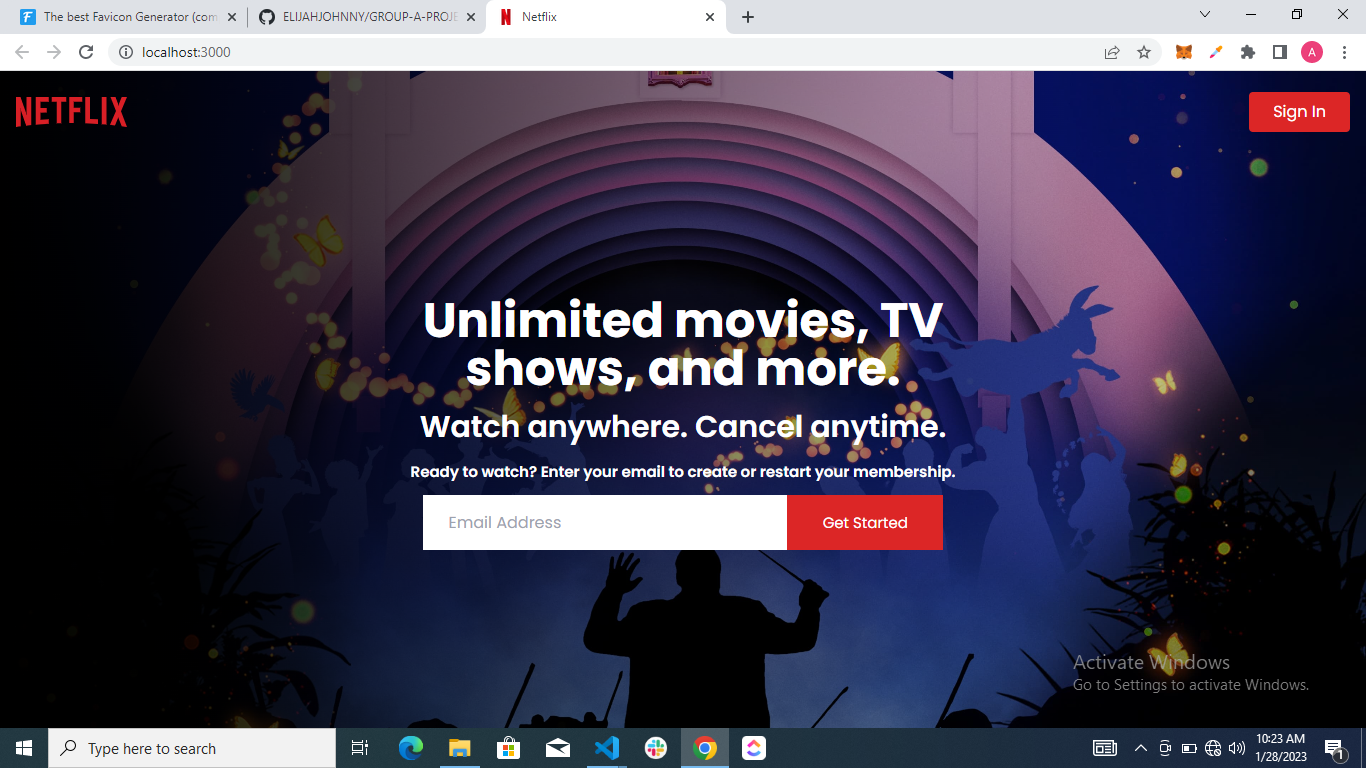 The best Favicon Generator (com
ELIJAHJOHNNY/GROUP-A-PROJE
Netflix
localhost:3000
A
NETFLIX
Sign In
Unlimited movies, TV
shows, and more.
Watch anywhere. Cancel anytime.
Ready to watch? Enter your email to create or restart your membership.
Email Address
Get Started
Activate Windows
Go to Settings to activate Windows.
Type here to search
10:23 AM
1/28/2023
1